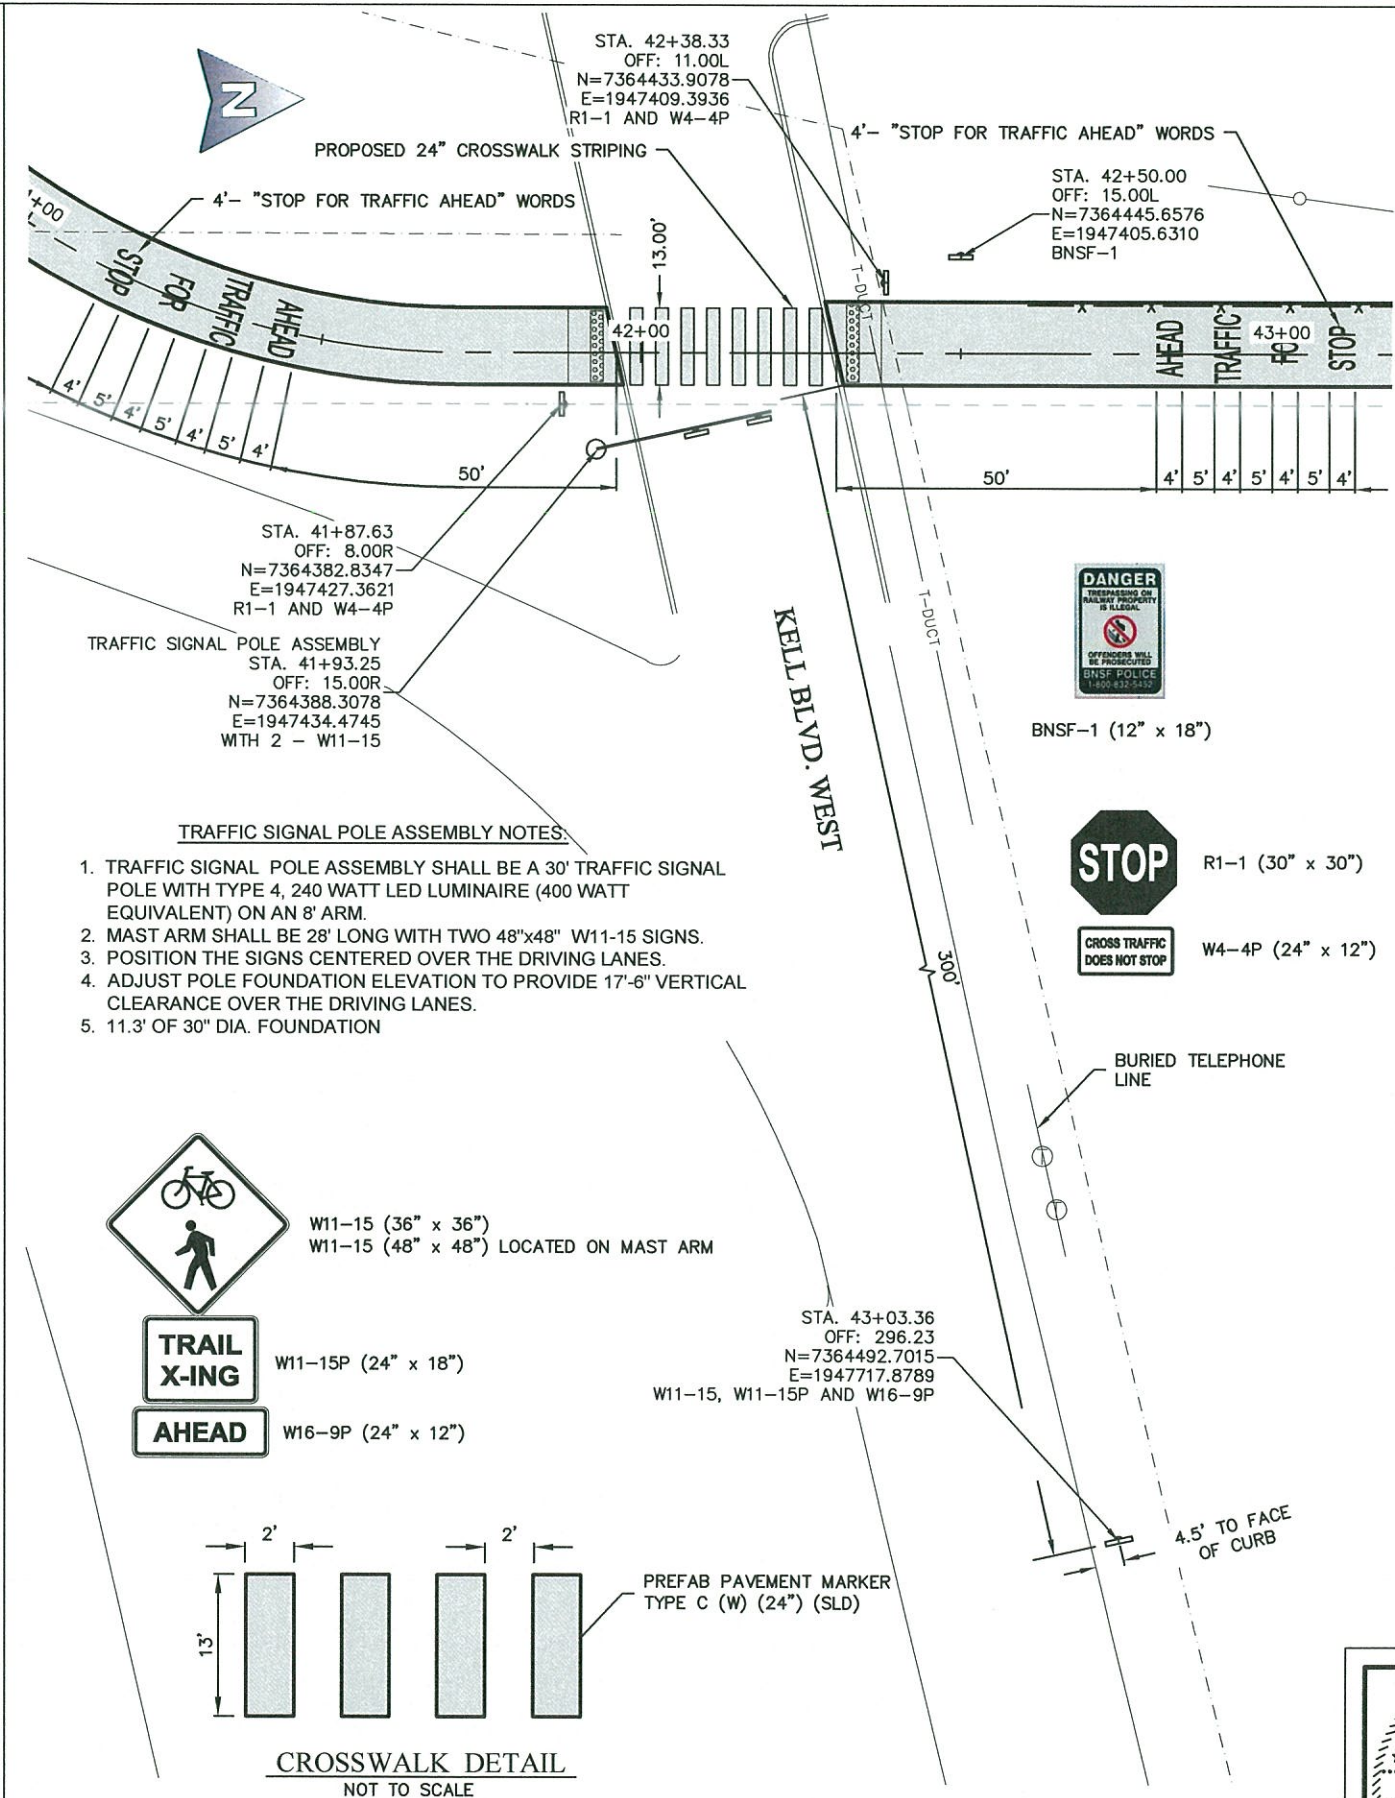 STA. 42+38.33
OFF: 11.00L
N=7364433.9078
E=1947409.3936
R1-1 AND W4-4P
N
PROPOSED 24" CROSSWALK STRIPING
4'- "STOP FOR TRAFFIC AHEAD" WORDS
4'- "STOP FOR TRAFFIC AHEAD" WORDS
STA. 42+50.00
OFF: 15.00L
N=7364445.6576
E=1947405.6310
BNSF-1
+00
STOP
FOR
TRAFFIC
AHEAD
13.00'
42+00
T-DUCT
AHEAD
TRAFFIC
43+00
STOP
4'
5'
4'
5'
4'
5'
4'
50'
50'
4'
5'
4'
5'
4'
5'
4'
STA. 41+87.63
OFF: 8.00R
N=7364382.8347
E=1947427.3621
R1-1 AND W4-4P
TRAFFIC SIGNAL POLE ASSEMBLY
STA. 41+93.25
OFF: 15.00R
N=7364388.3078
E=1947434.4745
WITH 2 - W11-15
T-DUCT
KELL BLVD. WEST
DANGER
TRESPASSING ON
RAILWAY PROPERTY
IS ILLEGAL
OFFENDERS WILL
BE PROSECUTED
BNSF POLICE
1-800-832-5452
BNSF-1 (12" x 18")
TRAFFIC SIGNAL POLE ASSEMBLY NOTES:
1. TRAFFIC SIGNAL POLE ASSEMBLY SHALL BE A 30' TRAFFIC SIGNAL
POLE WITH TYPE 4, 240 WATT LED LUMINAIRE (400 WATT
EQUIVALENT) ON AN 8' ARM.
2. MAST ARM SHALL BE 28' LONG WITH TWO 48"x48" W11-15 SIGNS.
3. POSITION THE SIGNS CENTERED OVER THE DRIVING LANES.
4. ADJUST POLE FOUNDATION ELEVATION TO PROVIDE 17'-6" VERTICAL
CLEARANCE OVER THE DRIVING LANES.
5. 11.3' OF 30" DIA. FOUNDATION
STOP
R1-1 (30" x 30")
CROSS TRAFFIC
DOES NOT STOP
W4-4P (24" x 12")
300'
BURIED TELEPHONE
LINE
W11-15 (36" x 36")
W11-15 (48" x 48") LOCATED ON MAST ARM
TRAIL
X-ING
W11-15P (24" x 18")
AHEAD
W16-9P (24" x 12")
STA. 43+03.36
OFF: 296.23
N=7364492.7015
E=1947717.8789
W11-15, W11-15P AND W16-9P
4.5' TO FACE
OF CURB
2'
2'
13'
PREFAB PAVEMENT MARKER
TYPE C (W) (24") (SLD)
CROSSWALK DETAIL
NOT TO SCALE